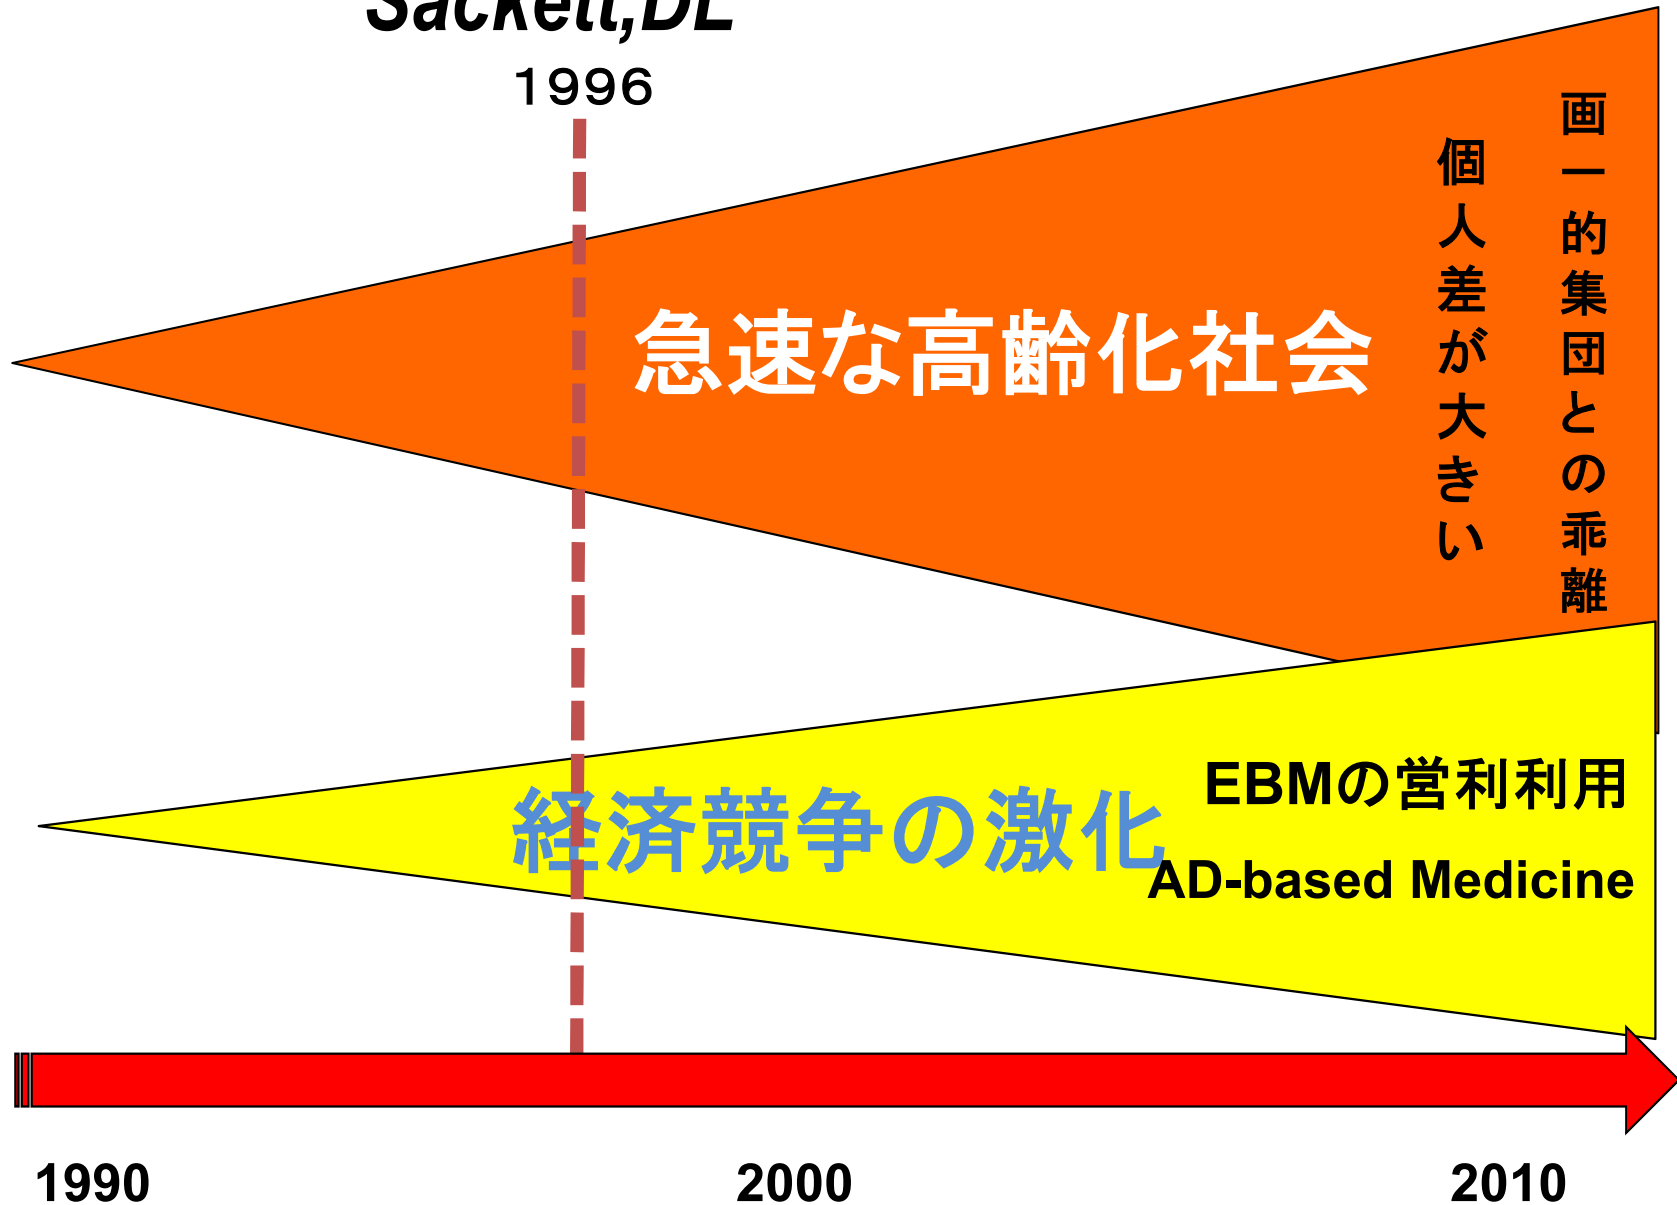 Sackett,DL
1996
画一的集団との乖離
個人差が大きい
急速な高齢化社会
EBMの営利利用
経済競争の激化
AD-based Medicine
1990
2000
2010